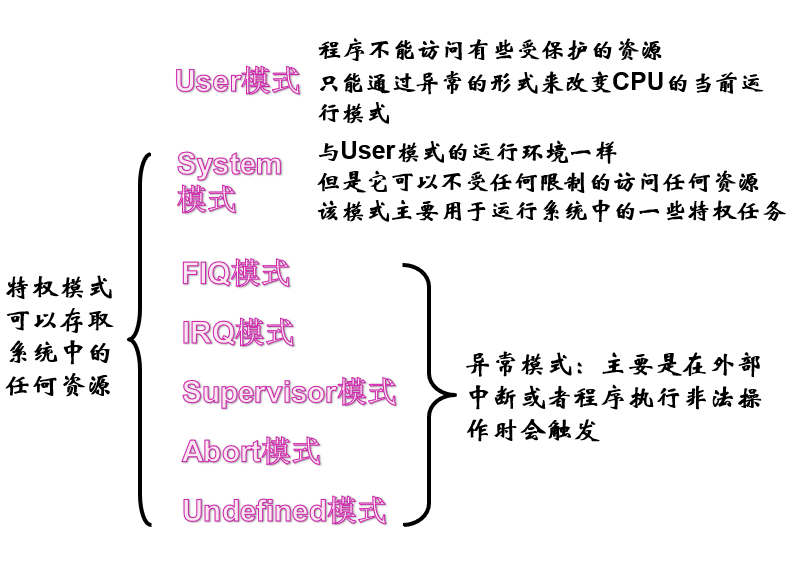 User模式
程序不能访问有些受保护的资源
只能通过异常的形式来改变CPU的当前运
行模式
System
模式
与User模式的运行环境一样
但是它可以不受任何限制的访问任何资源
该模式主要用于运行系统中的一些特权任务
特权模式
可以存取
系统中的
任何资源
FIQ模式
IRQ模式
Supervisor模式
Abort模式
Undefined模式
异常模式：主要是在外部
中断或者程序执行非法操
作时会触发